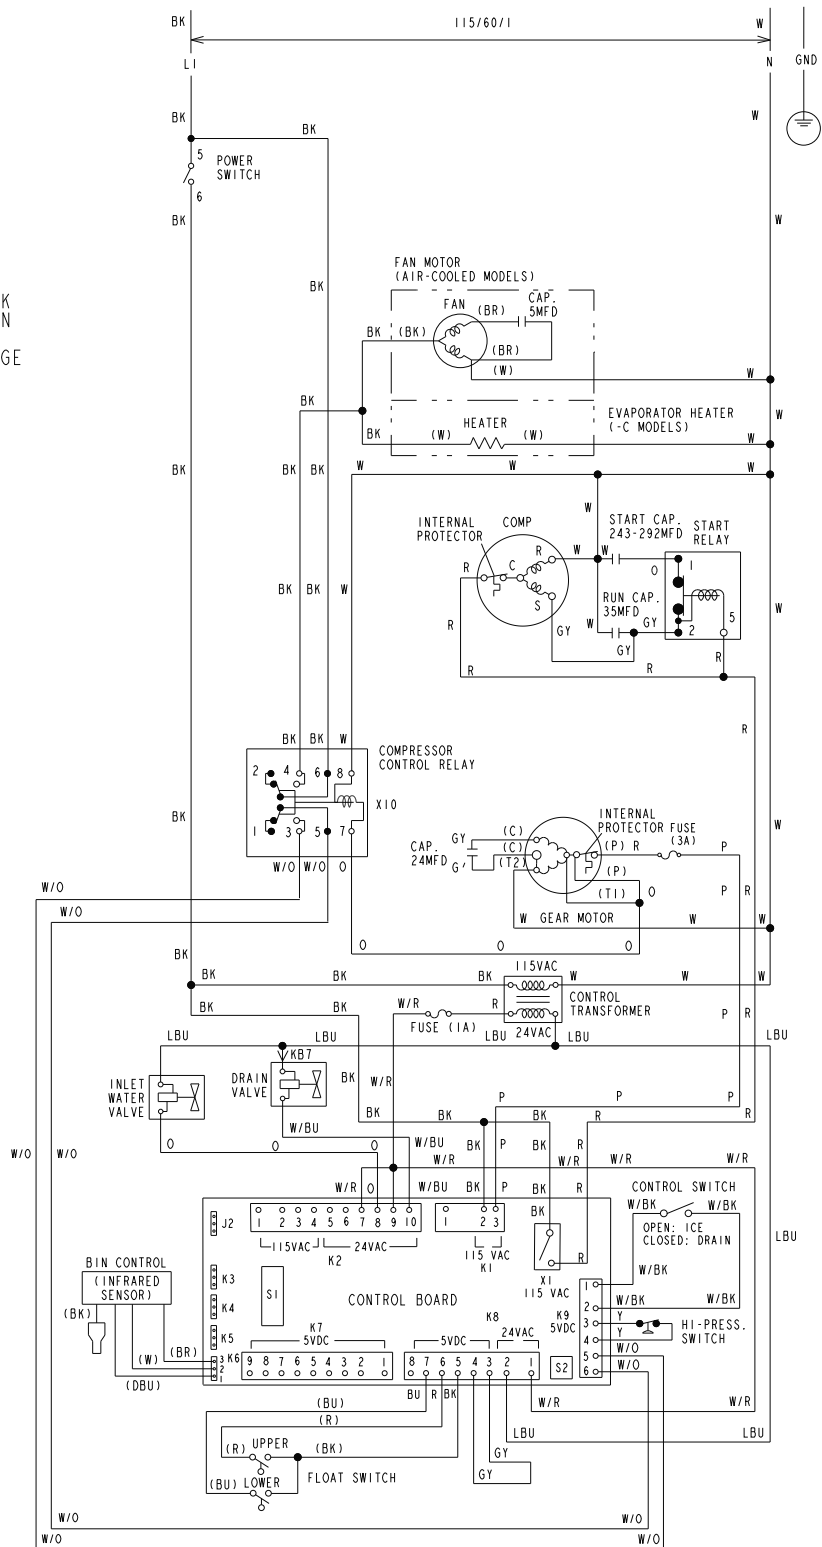 BK 115/60/1 W
L1 N GND
BK W
BK
5 POWER
SWITCH
6
BK W
FAN MOTOR
(AIR-COOLED MODELS)
BK
K
N
GE
FAN (BR) CAP.
5MFD
BK (BK)
(BR)
(W) W
BK
HEATER EVAPORATOR HEATER
(-C MODELS)
W
BK (W) (W) W
BK BK BK W W W
W
INTERNAL
PROTECTOR COMP START CAP.
243-292MFD START
RELAY
R W W
R C O 1
BK BK W S RUN CAP.
35MFD
W GY 2 5
R GY GY W
R R R
R
BK BK W
COMPRESSOR
CONTROL RELAY
2 4 6 8
X10
1 3 5 7
BK
W
INTERNAL
PROTECTOR FUSE
(3A)
GY (C) (P) R P
CAP.
24MFD (C)
G' (T2) (P)
W/O W/O O
W/O (T1) O P R
W/O W GEAR MOTOR W W
O O O
BK 115VAC
BK BK BK W W W
CONTROL
TRANSFORMER
BK BK W/R R P R
FUSE (1A) 24VAC
LBU LBU LBU LBU LBU
KB7
INLET
WATER
VALVE DRAIN
VALVE BK W/R
P P P
W/BU BK BK BK R R
O O O W/BU BK P BK R
W/O W/O W/R W/R W/R W/R
W/R O W/BU BK P BK R
CONTROL SWITCH
W/BK W/BK
OPEN: ICE
CLOSED: DRAIN
J2 1 2 3 4 5 6 7 8 9 10 1 2 3 BK
LBU
115VAC 24VAC
K2
115 VAC
K1
R
X1
115 VAC
W/BK
BIN CONTROL
(INFRARED
SENSOR)
K3
K4
K5
K6
S1 CONTROL BOARD
K9
5VDC
1
2 W/BK W/BK
3 Y HI-PRESS.
SWITCH
4 Y
5 W/O
6 W/O
(BK)
(BR)
(W)
(DBU)
3
2
1
K7
5VDC
9 8 7 6 5 4 3 2 1
K8
5VDC 24VAC
8 7 6 5 4 3 2 1
S2
BU R BK
(BU) W/R W/R
(R)
LBU LBU
(R) UPPER (BK) GY
(BU) LOWER FLOAT SWITCH GY
W/O W/O
W/O W/O